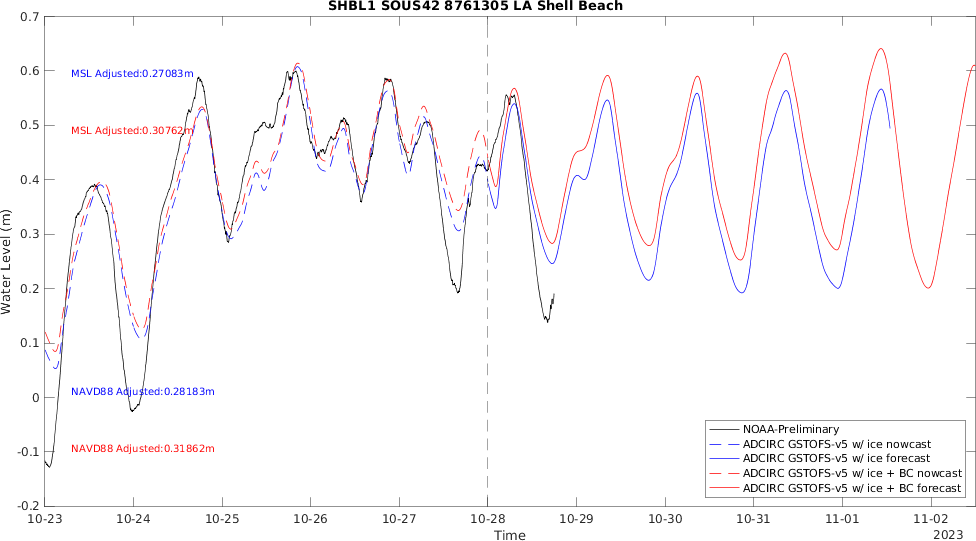 SHBL1 SOUS42 8761305 LA Shell Beach
0.7
0.6
0.5
0.4
0.3
0.2
0.1
0
-0.1
-0.2
Water Level (m)
MSL Adjusted:0.27083m
MSL Adjusted:0.30762m
NAVD88 Adjusted:0.28183m
NAVD88 Adjusted:0.31862m
NOAA-Preliminary
ADCIRC GSTOFS-v5 w/ ice nowcast
ADCIRC GSTOFS-v5 w/ ice forecast
ADCIRC GSTOFS-v5 w/ ice + BC nowcast
ADCIRC GSTOFS-v5 w/ ice + BC forecast
10-23 10-24 10-25 10-26 10-27 10-28 10-29 10-30 10-31 11-01 11-02
Time
2023